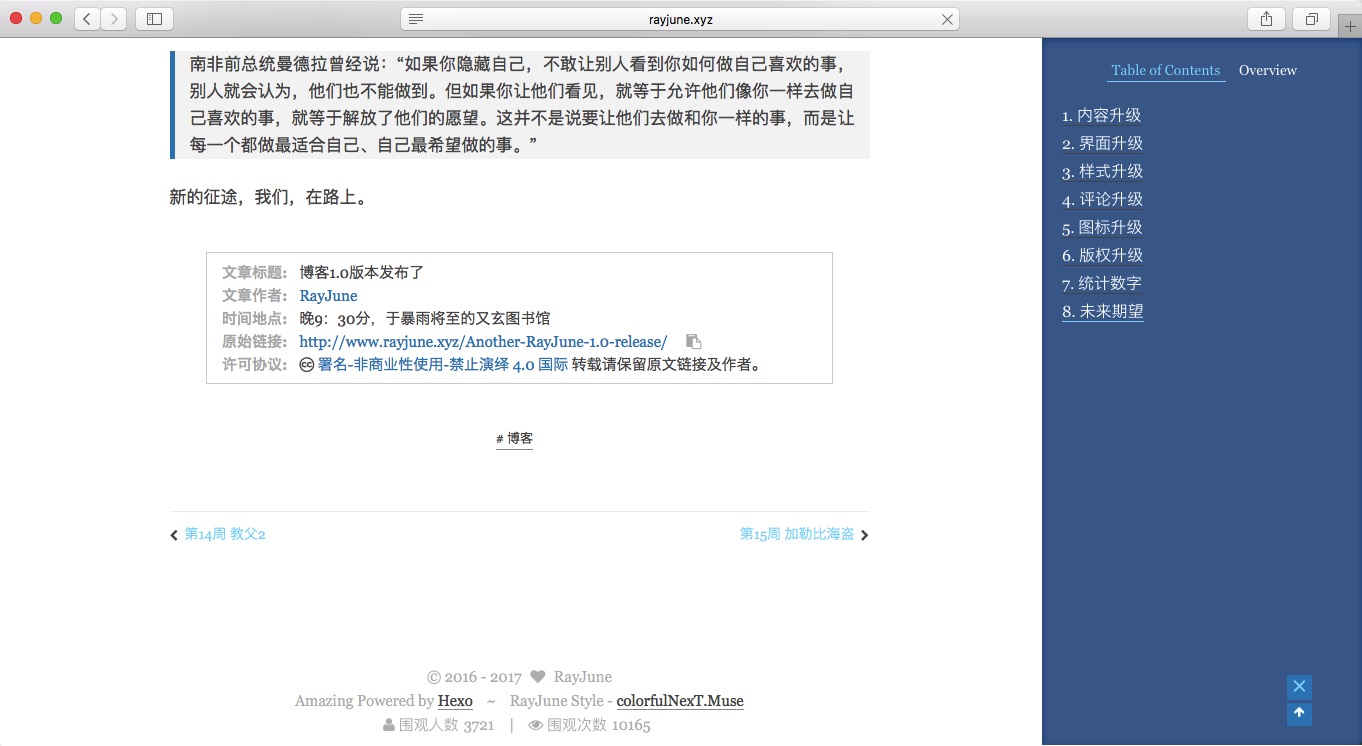 rayjune.xyz
南非前总统曼德拉曾经说：“如果你隐藏自己，不敢让别人看到你如何做自己喜欢的事，
别人就会认为，他们也不能做到。但如果你让他们看见，就等于允许他们像你一样去做自
己喜欢的事，就等于解放了他们的愿望。这并不是说要让他们去做和你一样的事，而是让
每一个都做最适合自己、自己最希望做的事。”
新的征途，我们，在路上。
文章标题： 博客1.0版本发布了
文章作者： RayJune
时间地点： 晚9：30分，于暴雨将至的又玄图书馆
原始链接： http://www.rayjune.xyz/Another-RayJune-1.0-release/
许可协议： 署名-非商业性使用-禁止演绎 4.0 国际 转载请保留原文链接及作者。
# 博客
第14周 教父2
第15周 加勒比海盗
© 2016 - 2017 RayJune
Amazing Powered by Hexo ~ RayJune Style - colorfulNexT.Muse
围观人数 3721 | 围观次数 10165
Table of Contents Overview
1. 内容升级
2. 界面升级
3. 样式升级
4. 评论升级
5. 图标升级
6. 版权升级
7. 统计数字
8. 未来期望